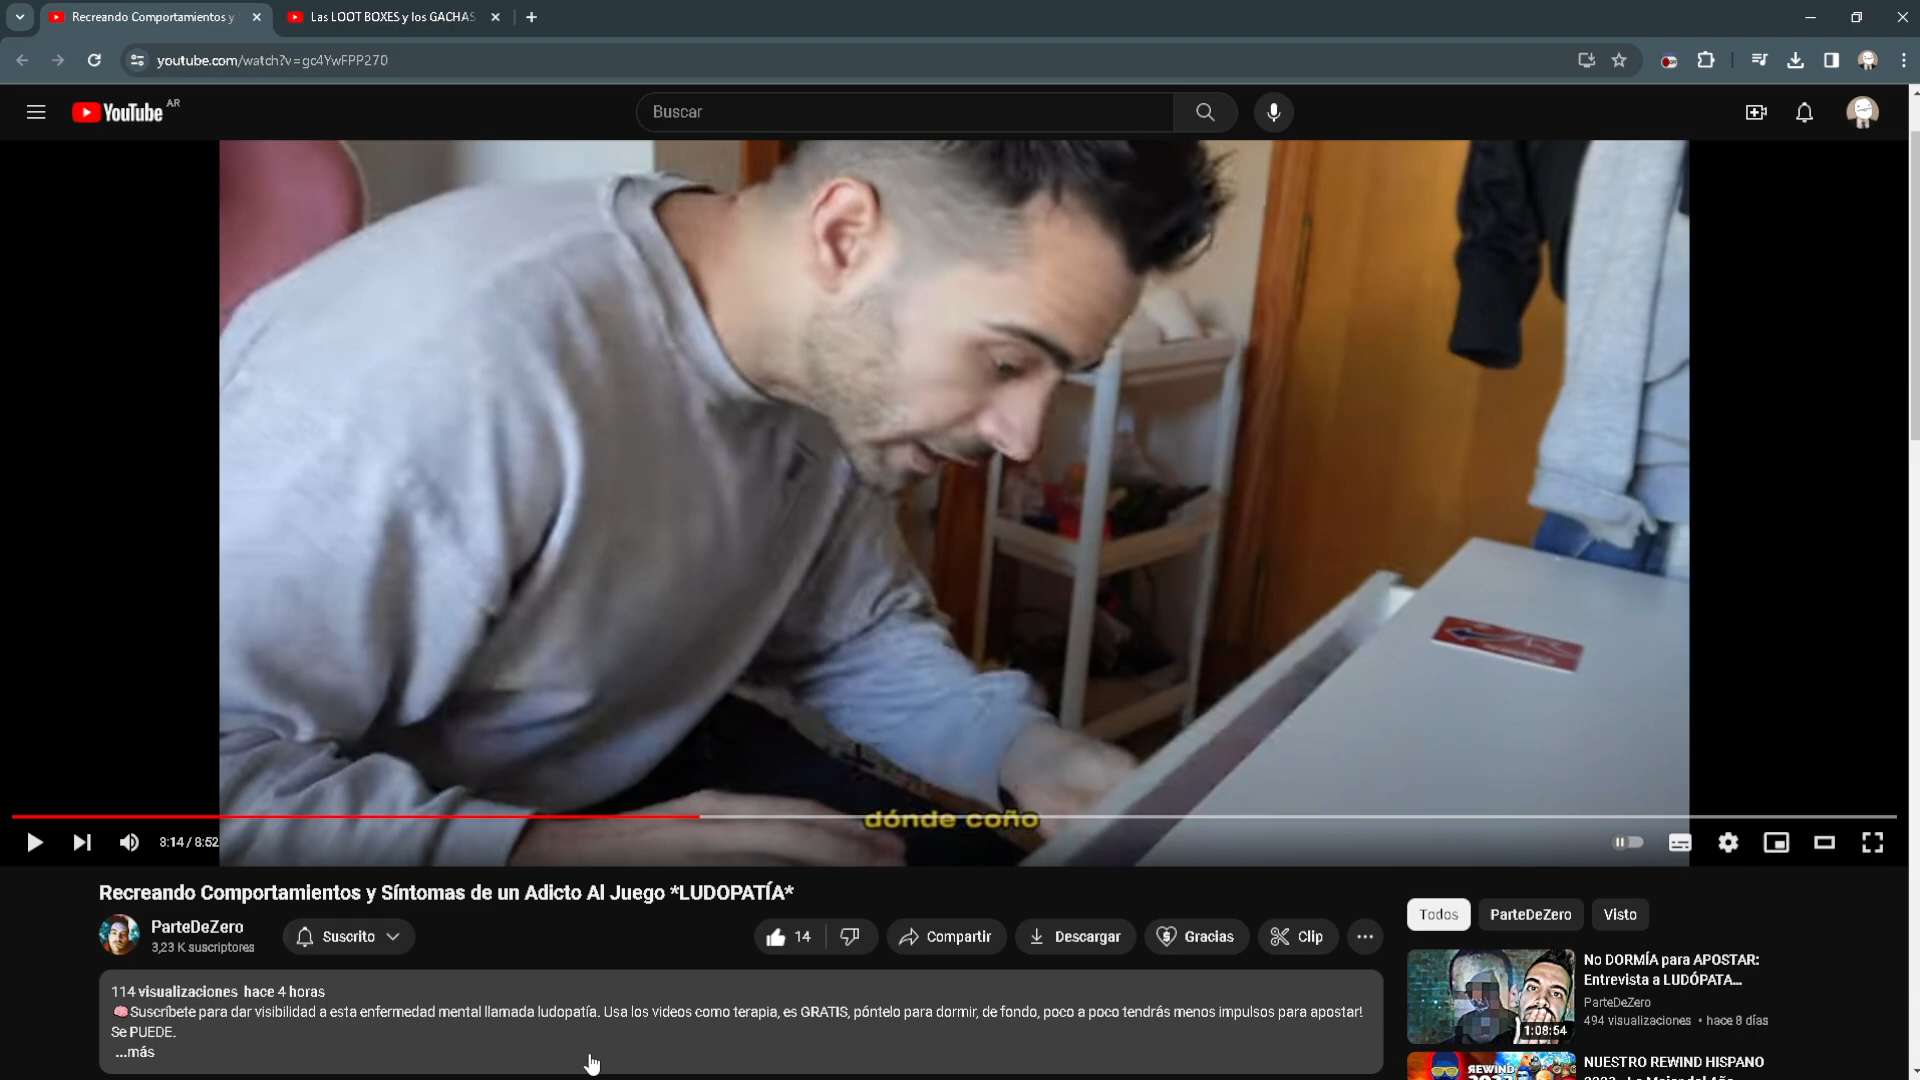 Recreando Comportamientos y
Las LOOT BOXES y los GACHAS
youtube.com/watch?v=gc4YwFPP270
YouTube AR
Buscar
dónde coño
3:14 / 8:52
Recreando Comportamientos y Síntomas de un Adicto Al Juego *LUDOPATÍA*
ParteDeZero
3,23 K suscriptores
Suscrito
14
Compartir
Descargar
Gracias
Clip
114 visualizaciones hace 4 horas
🧠Suscríbete para dar visibilidad a esta enfermedad mental llamada ludopatía. Usa los videos como terapia, es GRATIS, póntelo para dormir, de fondo, poco a poco tendrás menos impulsos para apostar!
Se PUEDE.
...más
Todos
ParteDeZero
Visto
No DORMÍA para APOSTAR:
Entrevista a LUDÓPATA...
ParteDeZero
494 visualizaciones • hace 8 días
1:08:54
NUESTRO REWIND HISPANO
REWIND